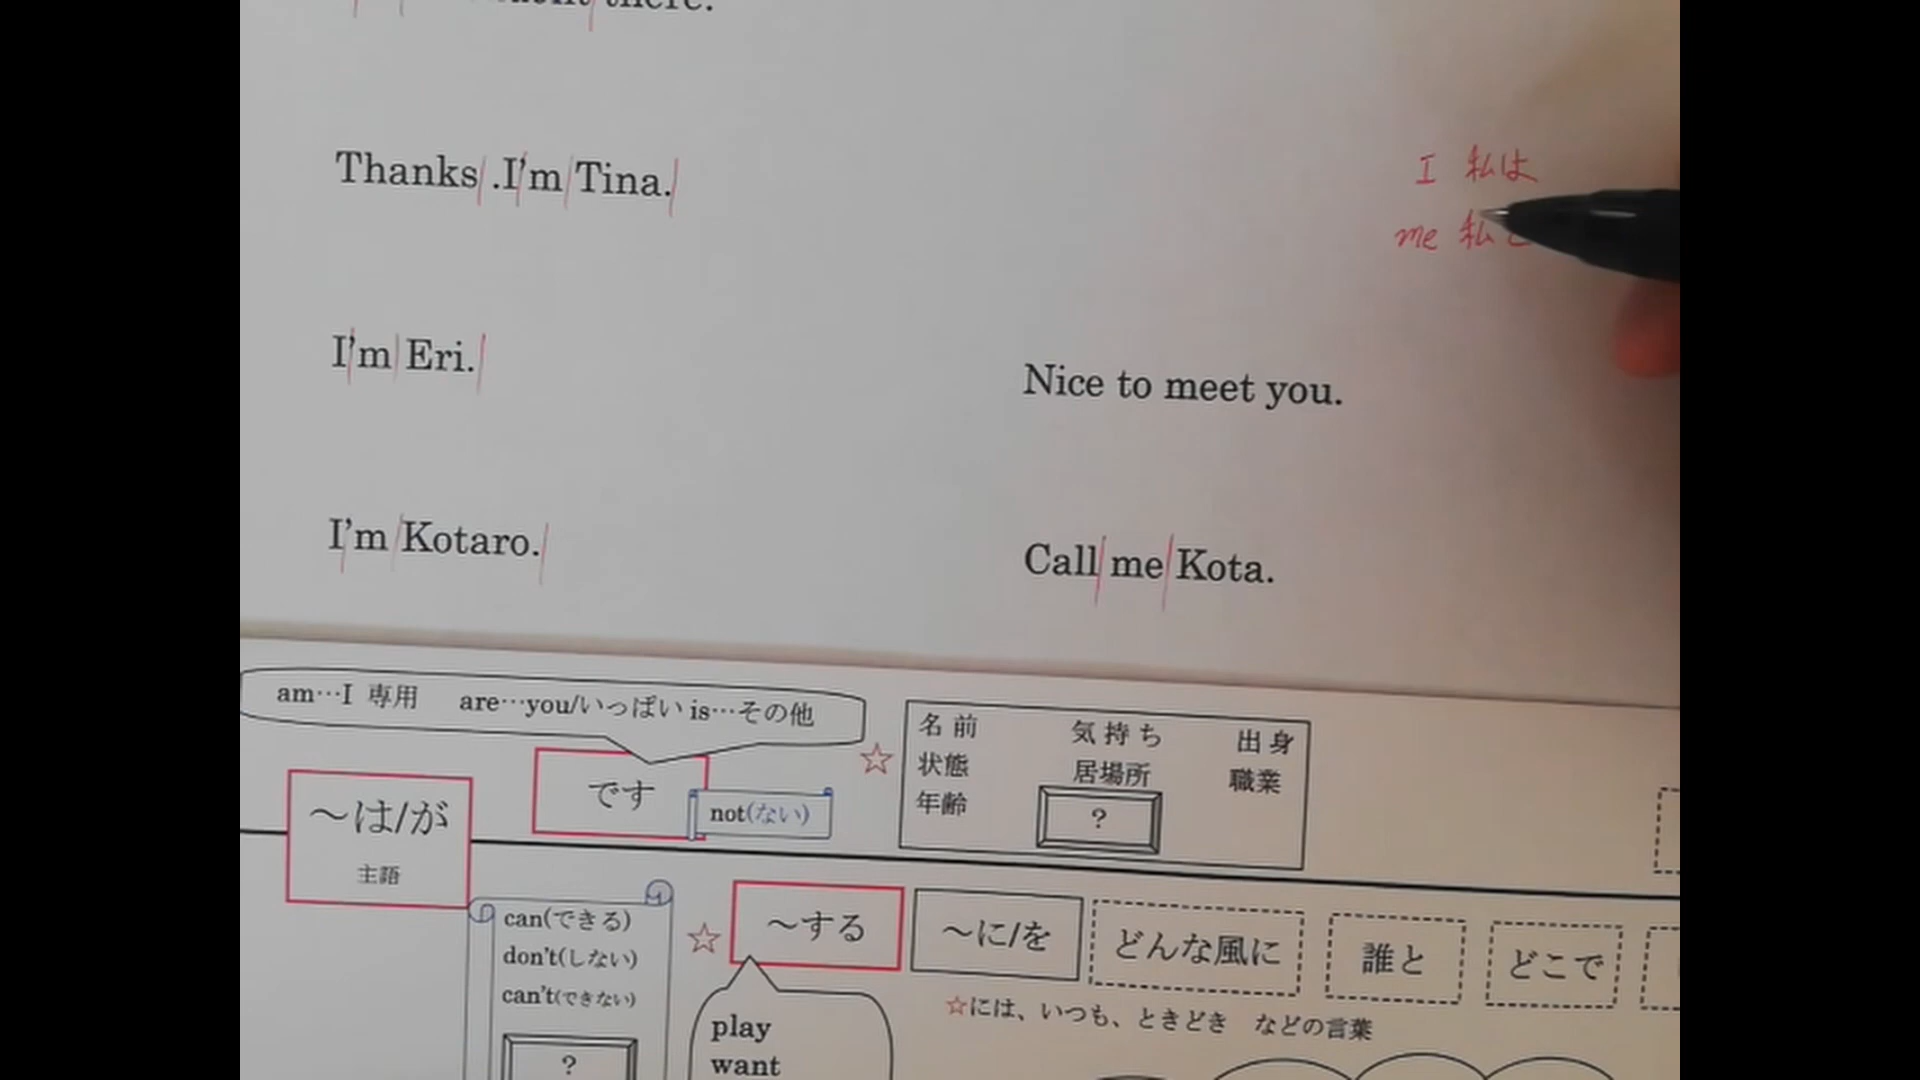 there.
Thanks .I'm Tina.
I 私は
me 私
I'm Eri.
Nice to meet you.
I'm Kotaro.
Call me Kota.
am…I 専用 are…you/いっぱい is…その他
名前 気持ち 出身
状態 居場所 職業
年齢
?
です
not(ない)
～は/が
主語
can(できる)
don't(しない)
can't(できない)
?
～する
～に/を
どんな風に
誰と
どこで
☆には、いつも、ときどき などの言葉
play
want